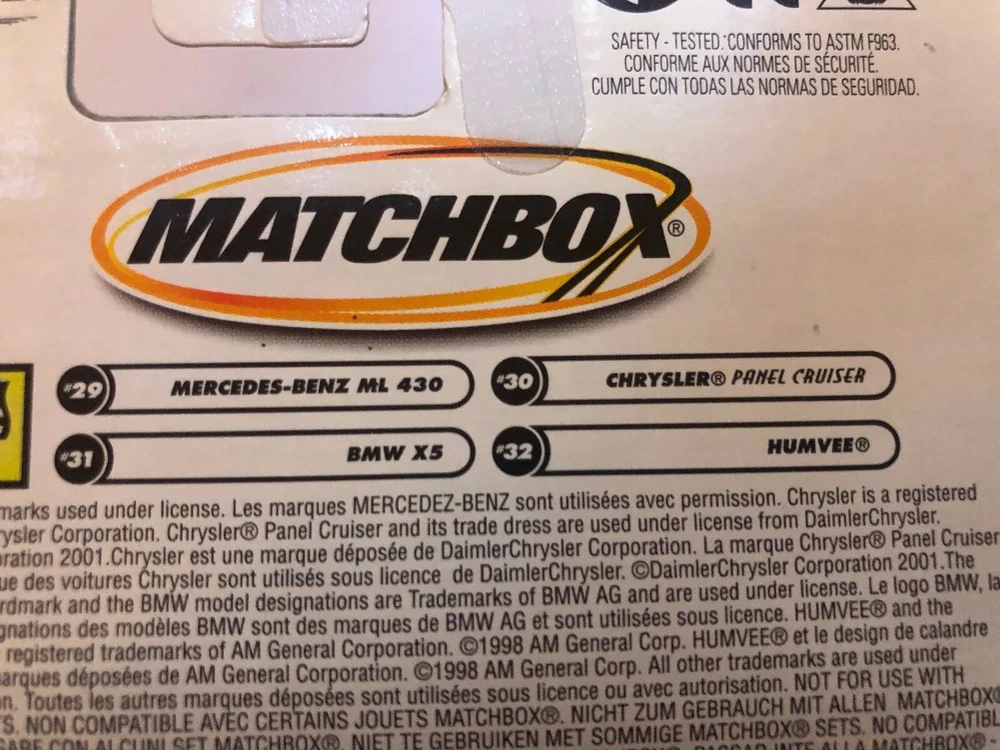 SAFETY - TESTED. CONFORMS TO ASTM F963.
CONFORME AUX NORMES DE SÉCURITÉ.
CUMPLE CON TODAS LAS NORMAS DE SEGURIDAD.
MATCHBOX®
#29 MERCEDES-BENZ ML 430
#30 CHRYSLER® PANEL CRUISER
#31 BMW X5
#32 HUMVEE®
marks used under license. Les marques MERCEDEZ-BENZ sont utilisées avec permission. Chrysler is a registered
rysler Corporation. Chrysler® Panel Cruiser and its trade dress are used under license from DaimlerChrysler.
oration 2001.Chrysler est une marque déposée de DaimlerChrysler Corporation. La marque Chrysler® Panel Cruiser
ue des voitures Chrysler sont utilisés sous licence de DaimlerChrysler. ©DaimlerChrysler Corporation 2001.The
rdmark and the BMW model designations are Trademarks of BMW AG and are used under license. Le logo BMW, la
gnations des modèles BMW sont des marques de BMW AG et sont utilisées sous licence. HUMVEE® and the
registered trademarks of AM General Corporation. ©1998 AM General Corp. HUMVEE® et le design de calandre
arques déposées de AM General Corporation. ©1998 AM General Corp. All other trademarks are used under
n. Toutes les autres marques déposées sont utilisées sous licence ou avec autorisation. NOT FOR USE WITH
TS. NON COMPATIBLE AVEC CERTAINS JOUETS MATCHBOX®. NICHT ZUM GEBRAUCH MIT ALLEN MATCHBOX®
CON ALCUNI SET MATCHBOX®. NIET TE GEBRUIKEN MET SOMMIGE MATCHBOX® SETS. NO COMPATIBL
MATCHBOX® -